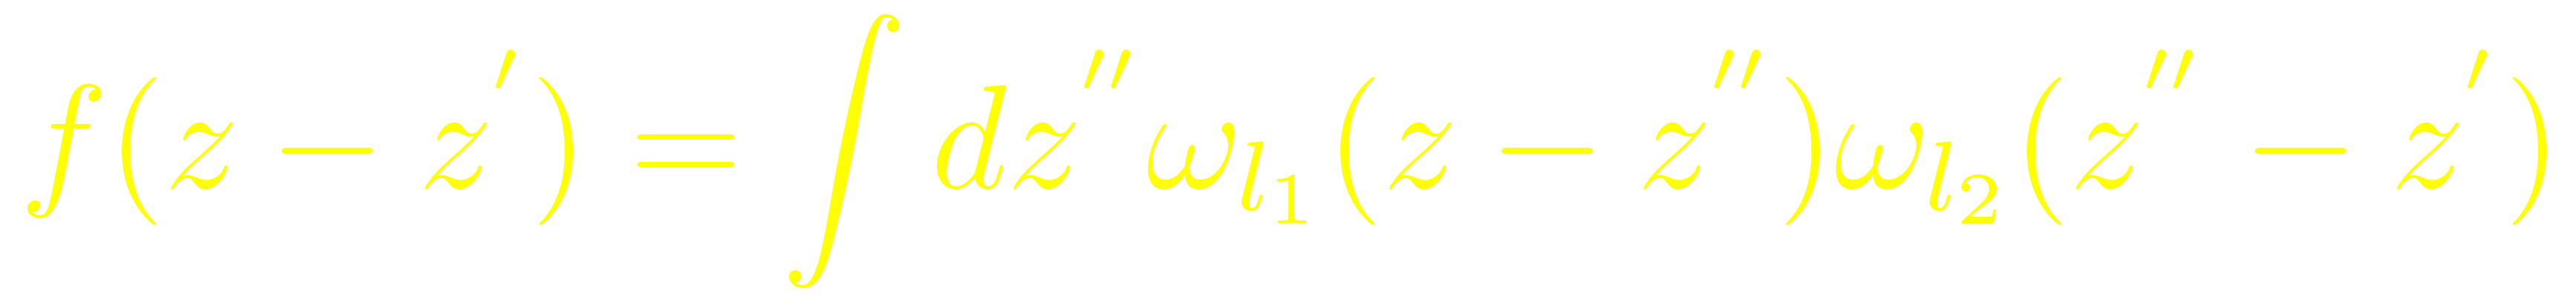 f(z − z′) = ∫ dz″ω_{l_1}(z − z″)ω_{l_2}(z″ − z′)